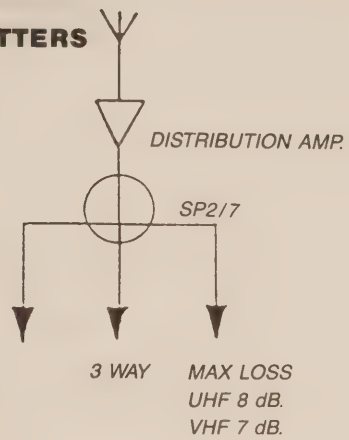 TTERS
DISTRIBUTION AMP.
SP2/7
3 WAY
MAX LOSS
UHF 8 dB.
VHF 7 dB.